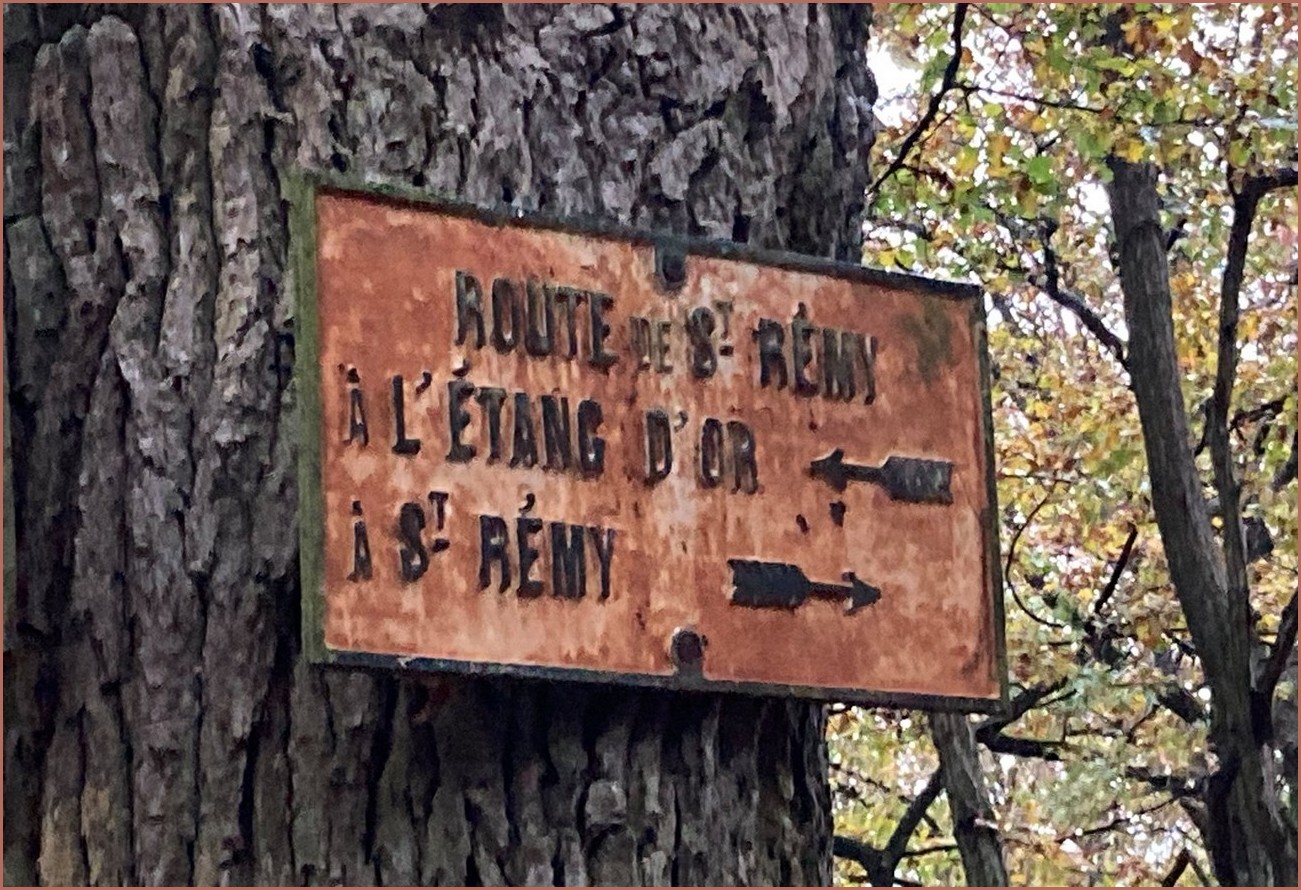 ROUTE DE ST RÉMY
À L'ÉTANG D'OR
À ST RÉMY